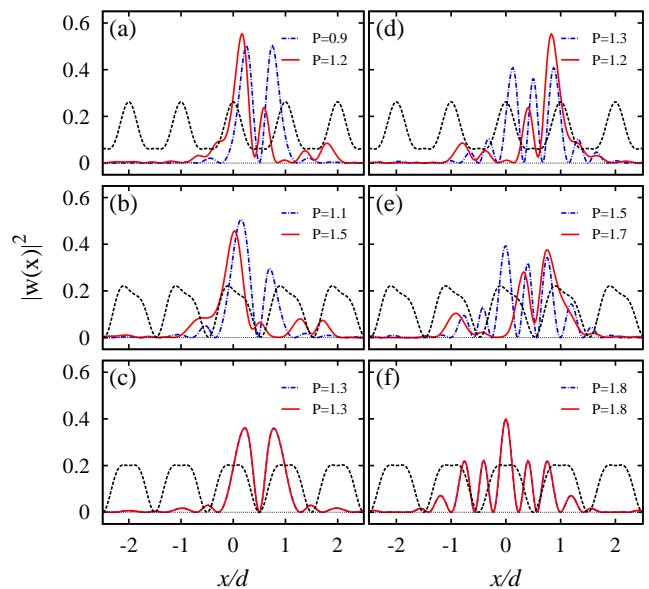 (a) P=0.9
P=1.2
(d) P=1.3
P=1.2
0.6
0.4
0.2
0
(b) P=1.1
P=1.5
(e) P=1.5
P=1.7
0.6
0.4
0.2
0
|w(x)|²
(c) P=1.3
P=1.3
(f) P=1.8
P=1.8
0.6
0.4
0.2
0
-2 -1 0 1 2 -2 -1 0 1 2
x/d x/d